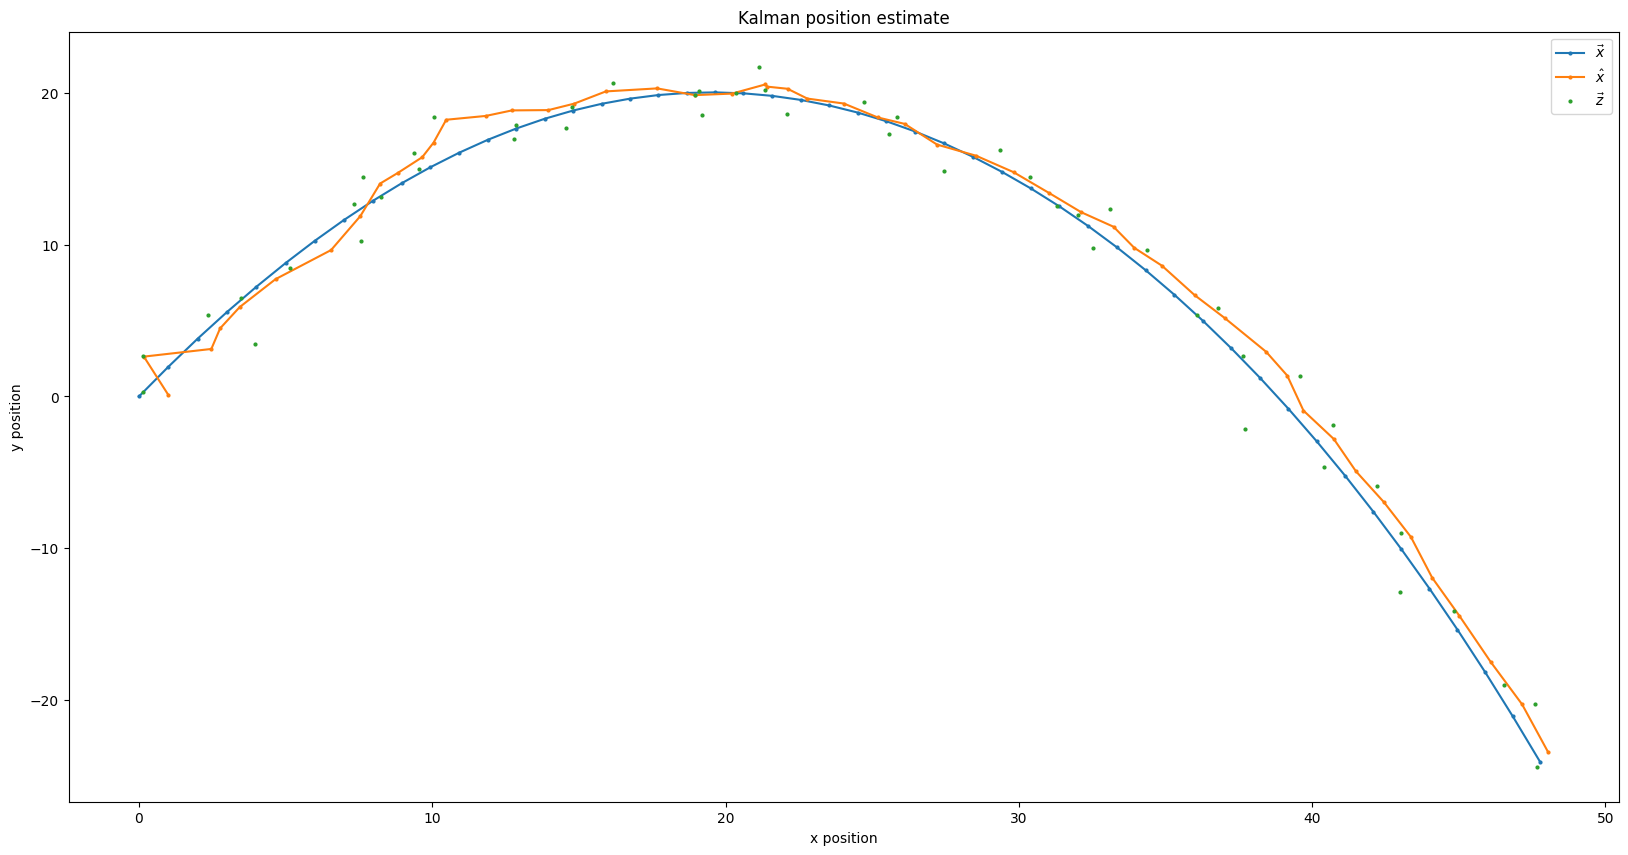 Kalman position estimate
20
10
0
−10
−20
y position
0 10 20 30 40 50
x position
x⃗
x̂
z⃗